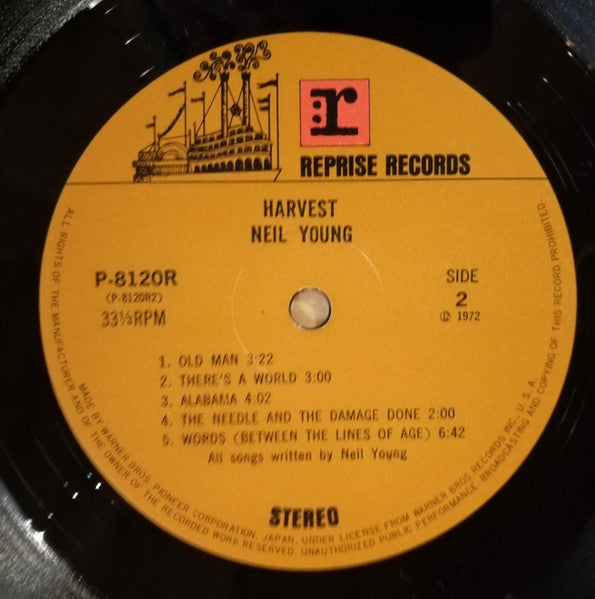 r:
REPRISE RECORDS
HARVEST
NEIL YOUNG
P-8120R
(P-8120R2)
33⅓RPM
SIDE
2
Ⓟ 1972
1. OLD MAN 3:22
2. THERE'S A WORLD 3:00
3. ALABAMA 4:02
4. THE NEEDLE AND THE DAMAGE DONE 2:00
5. WORDS (BETWEEN THE LINES OF AGE) 6:42
All songs written by Neil Young
STEREO
MADE BY WARNER BROS. PIONEER CORPORATION, JAPAN, UNDER LICENSE FROM WARNER BROS RECORDS INC., U.S.A.
ALL RIGHTS OF THE MANUFACTURER AND OF THE OWNER OF THE RECORDED WORK RESERVED. UNAUTHORIZED PUBLIC PERFORMANCE, BROADCASTING AND COPYING OF THIS RECORD PROHIBITED